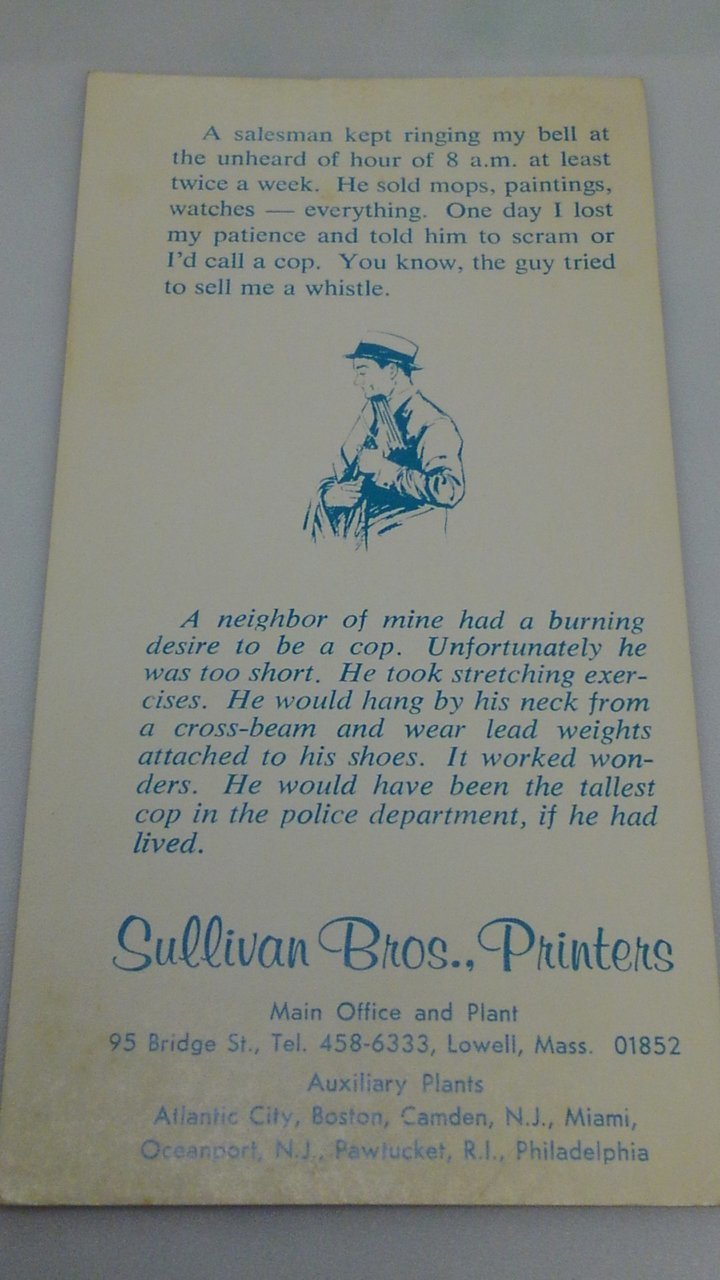 A salesman kept ringing my bell at
the unheard of hour of 8 a.m. at least
twice a week. He sold mops, paintings,
watches — everything. One day I lost
my patience and told him to scram or
I'd call a cop. You know, the guy tried
to sell me a whistle.
A neighbor of mine had a burning
desire to be a cop. Unfortunately he
was too short. He took stretching exer-
cises. He would hang by his neck from
a cross-beam and wear lead weights
attached to his shoes. It worked won-
ders. He would have been the tallest
cop in the police department, if he had
lived.
Sullivan Bros., Printers
Main Office and Plant
95 Bridge St., Tel. 458-6333, Lowell, Mass. 01852
Auxiliary Plants
Atlantic City, Boston, Camden, N.J., Miami,
Oceanport, N.J., Pawtucket, R.I., Philadelphia